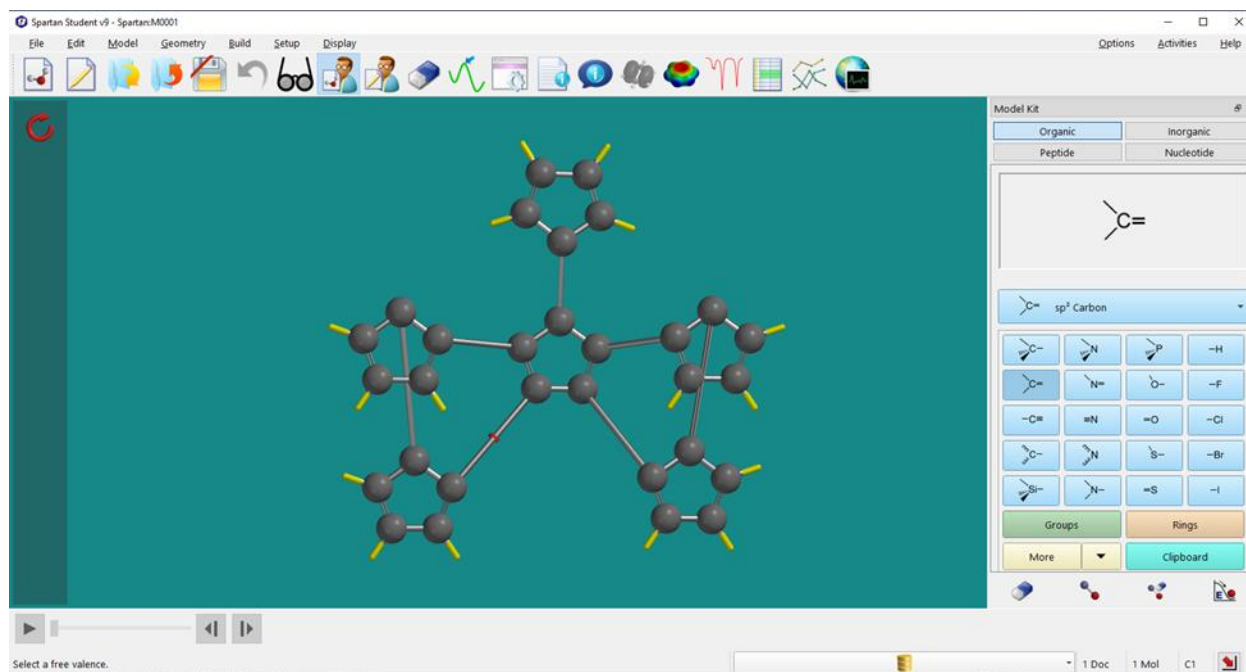 Spartan Student v9 - Spartan:M0001
File Edit Model Geometry Build Setup Display Options Activities Help
Model Kit
Organic Inorganic
Peptide Nucleotide
C=
C= sp² Carbon
C- N P -H
C= N= O- -F
-C≡ ≡N =O -Cl
C- N S- -Br
Si- N- =S -I
Groups Rings
More Clipboard
E
Select a free valence.
1 Doc 1 Mol C1